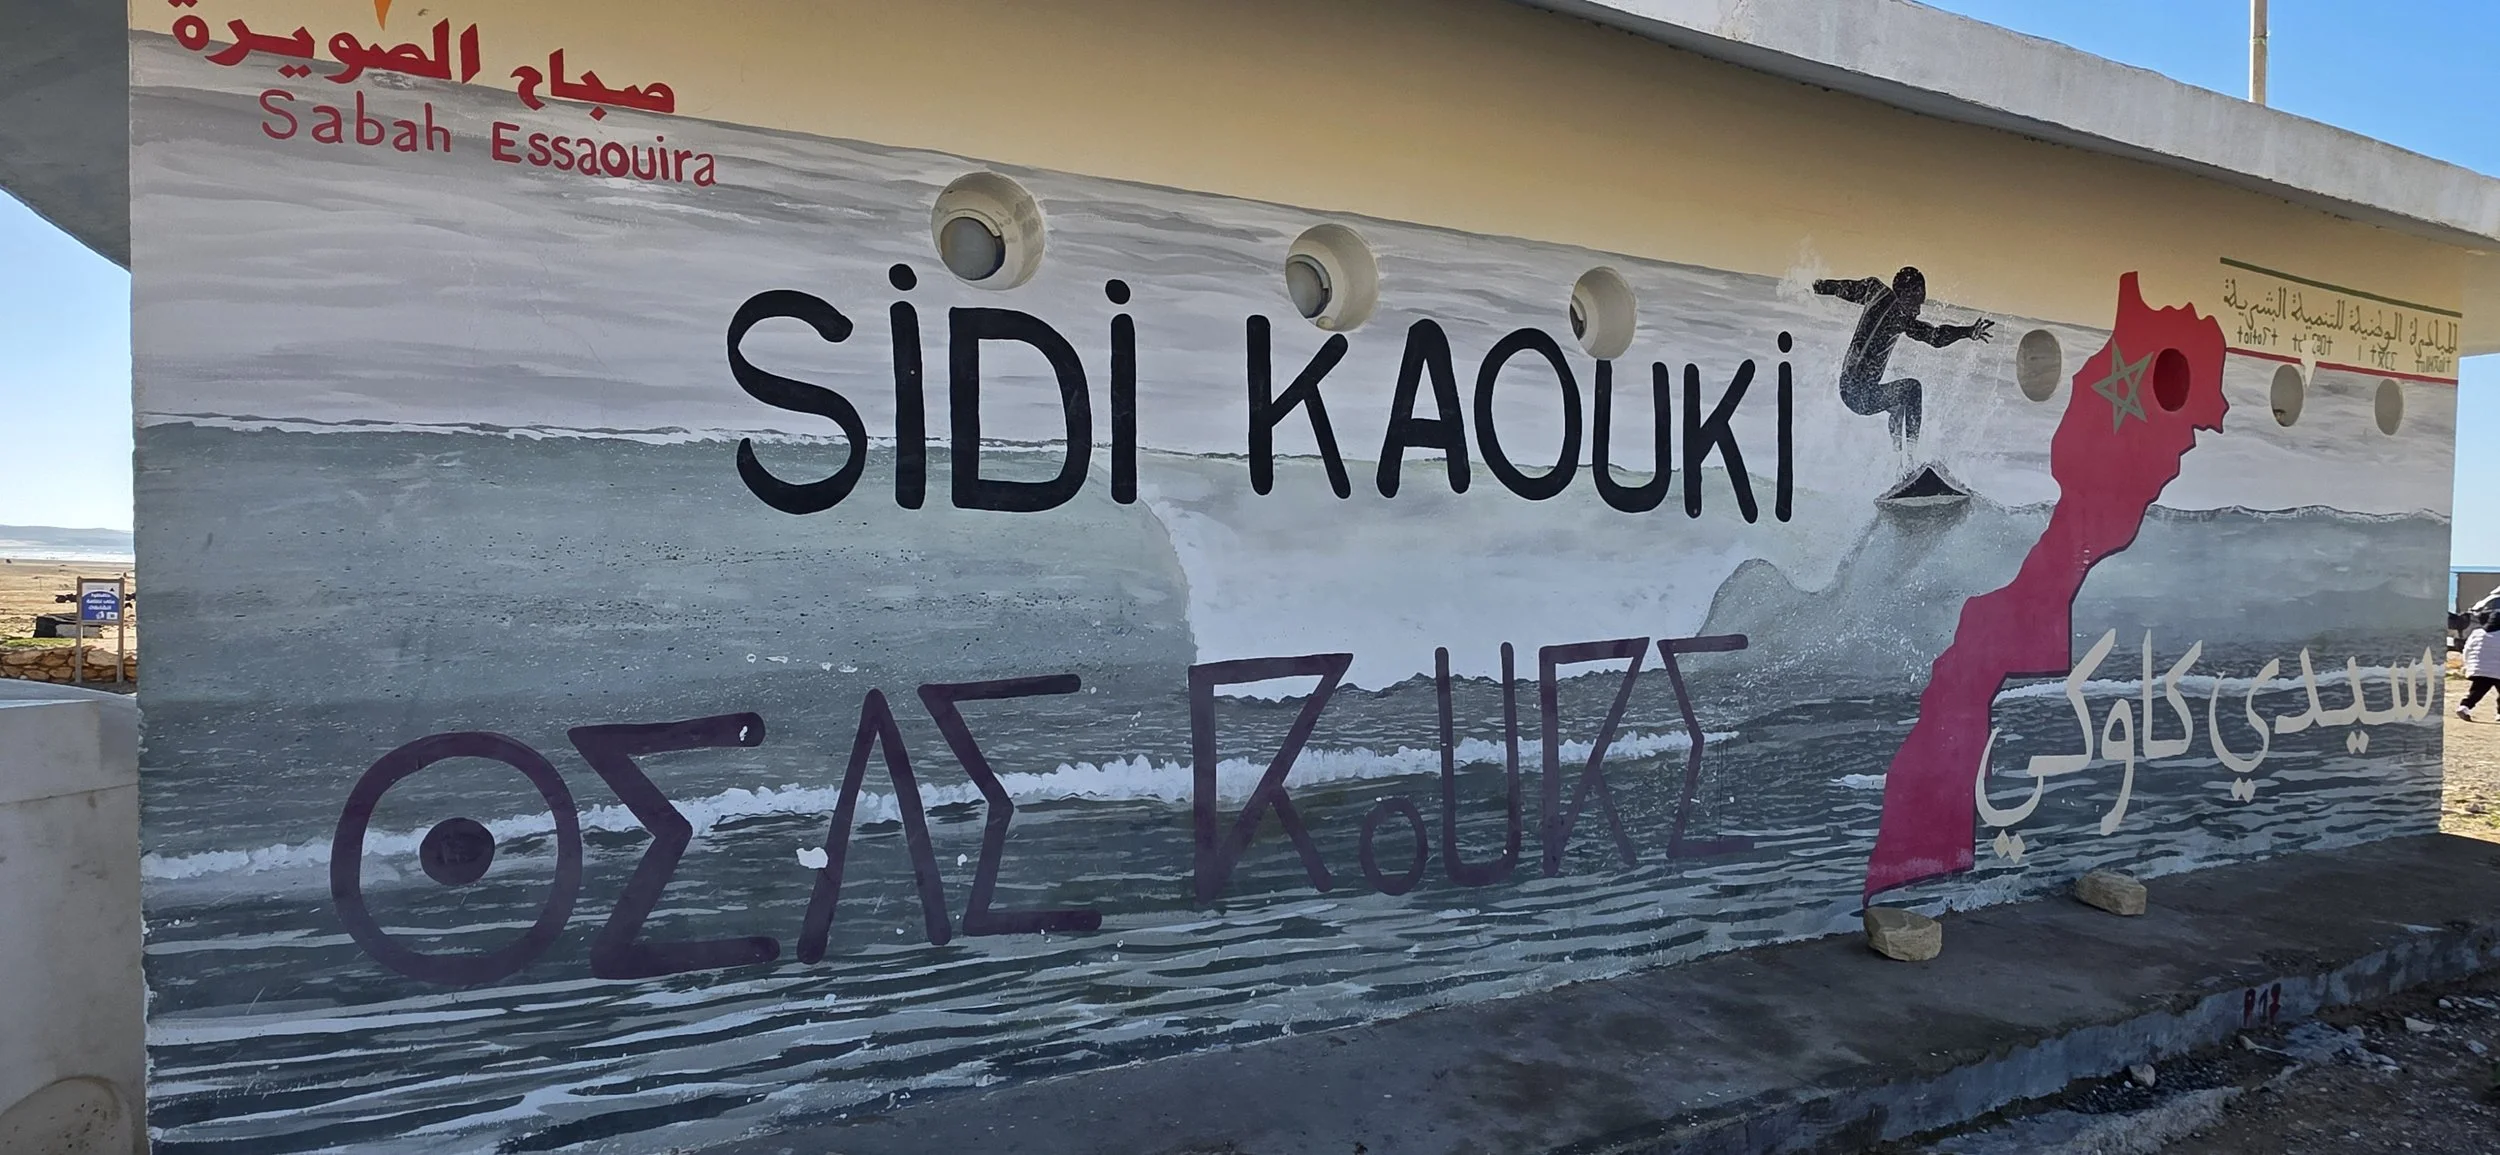 صباح الصويرة
Sabah Essaouira
SiDi KAOUKi
ⵙⵉⴷⵉ ⴽⴰⵓⴽⵉ
سيدي كاوكي
المبادرة الوطنية للتنمية البشرية